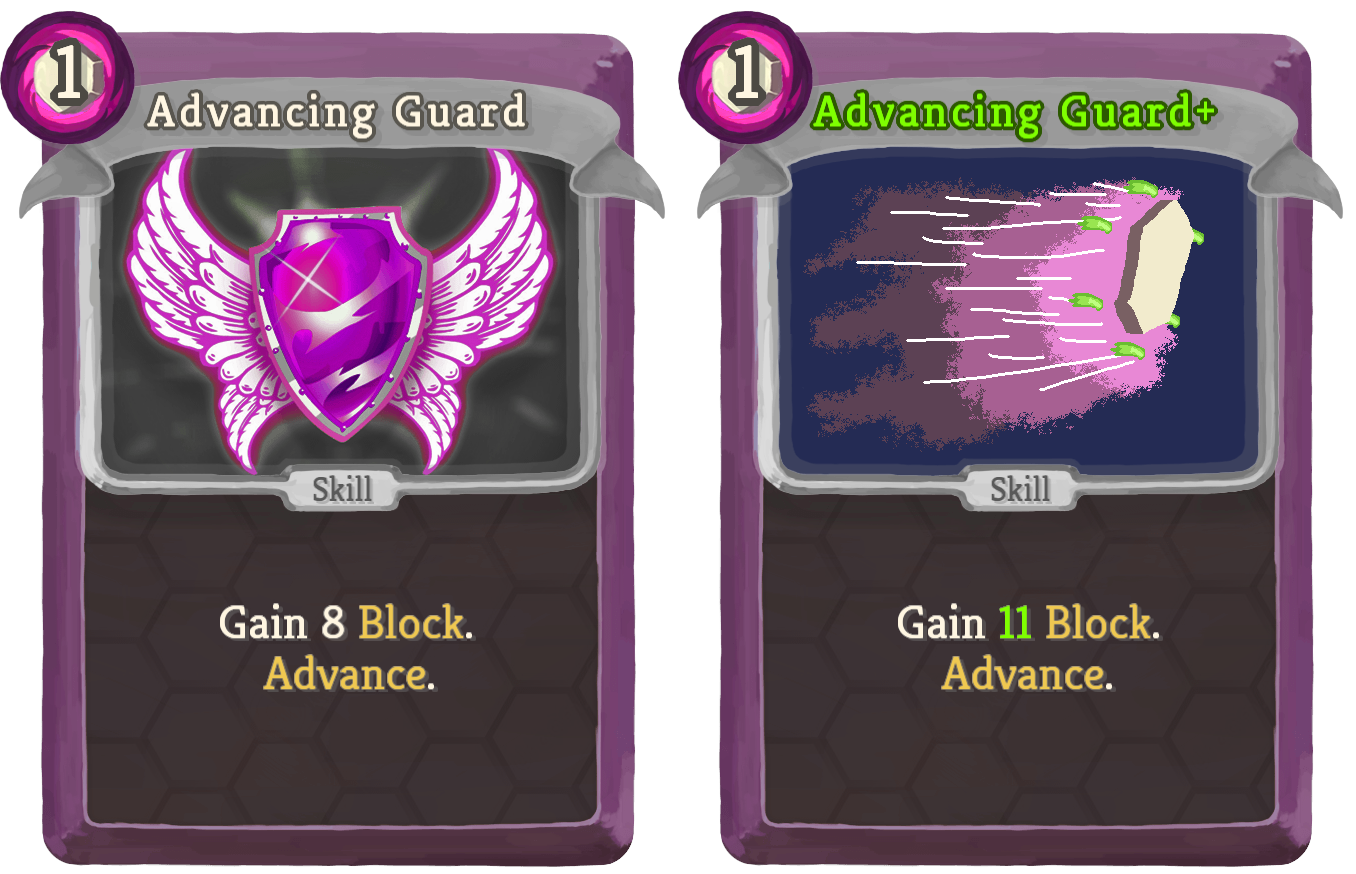 1
Advancing Guard
Skill
Gain 8 Block.
Advance.
1
Advancing Guard+
Skill
Gain 11 Block.
Advance.